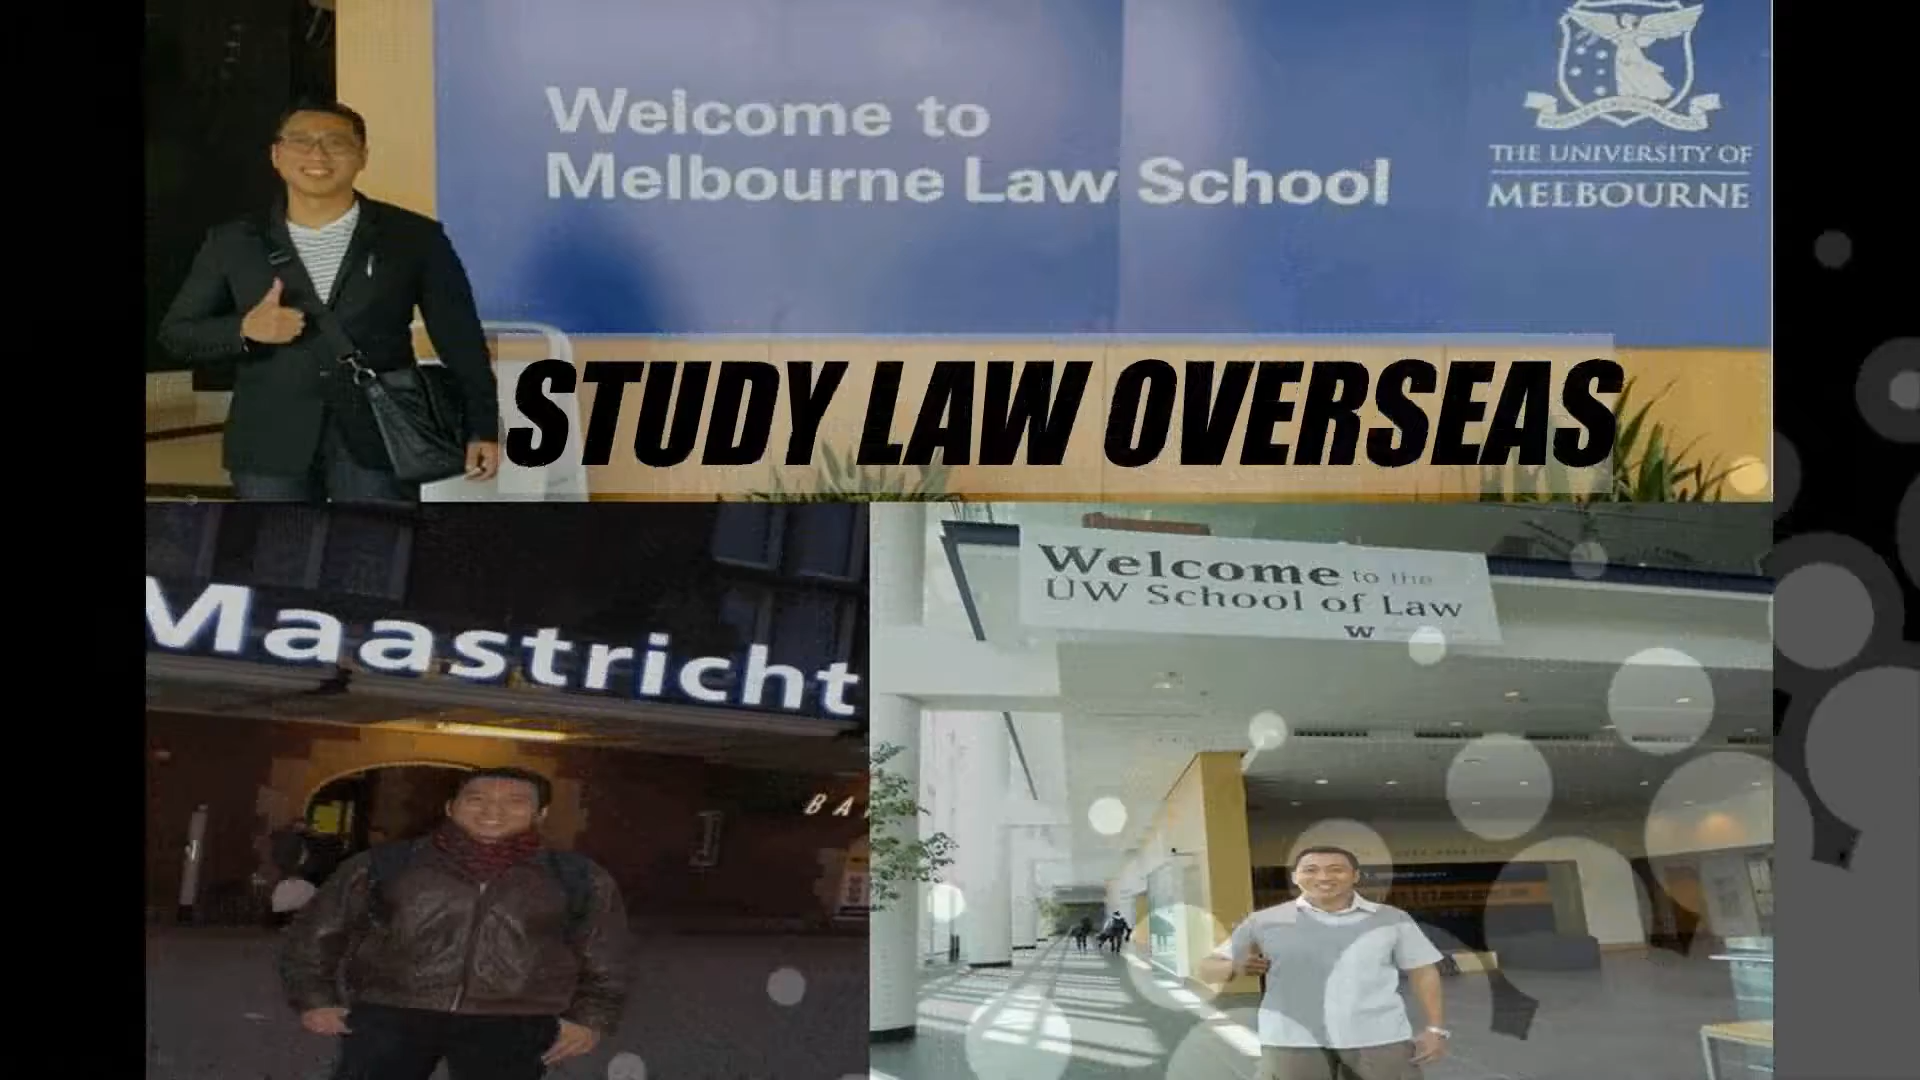 Welcome to
Melbourne Law School
THE UNIVERSITY OF
MELBOURNE
STUDY LAW OVERSEAS
Maastricht
BA
Welcome to the
UW School of Law
W